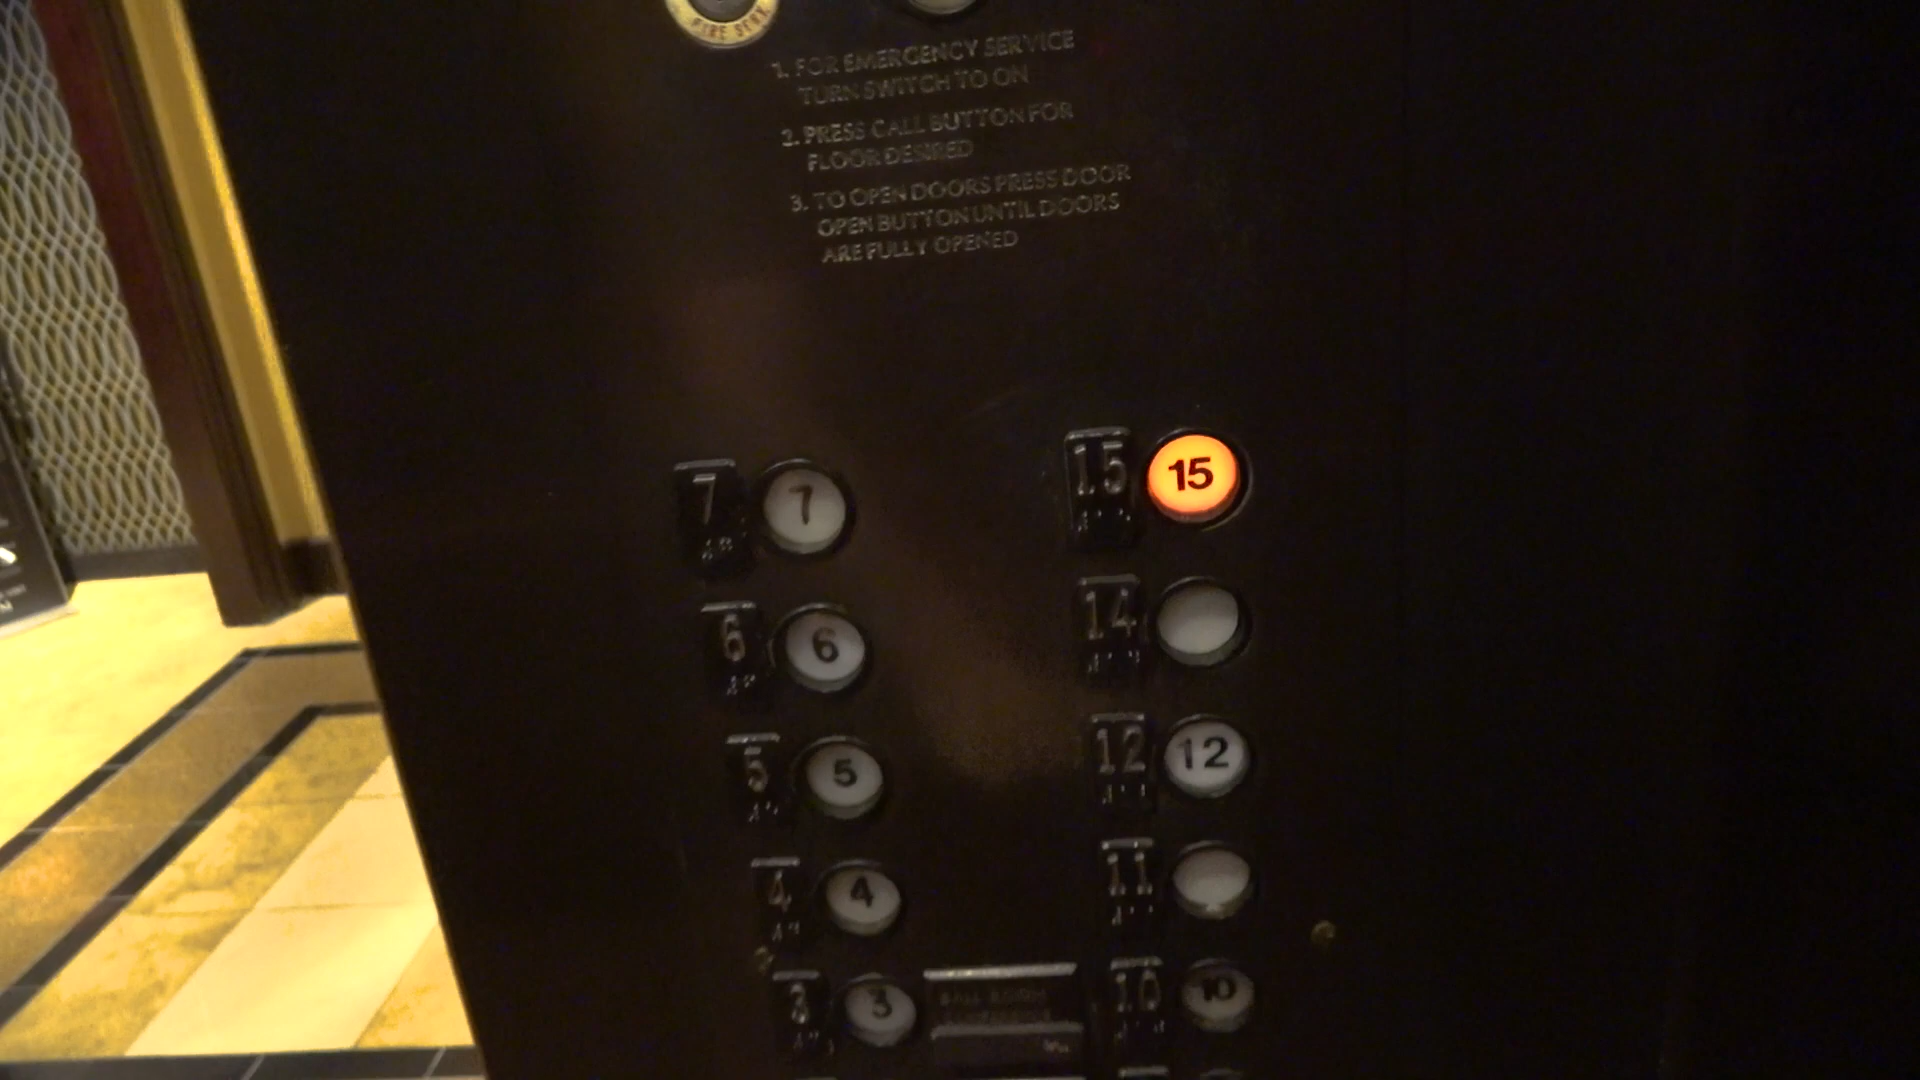 FIRE SERV
1. FOR EMERGENCY SERVICE
TURN SWITCH TO ON
2. PRESS CALL BUTTON FOR
FLOOR DESIRED
3. TO OPEN DOORS PRESS DOOR
OPEN BUTTON UNTIL DOORS
ARE FULLY OPENED
7 7
15 15
6 6
14
5 5
12 12
4 4
11
3 3
10 10